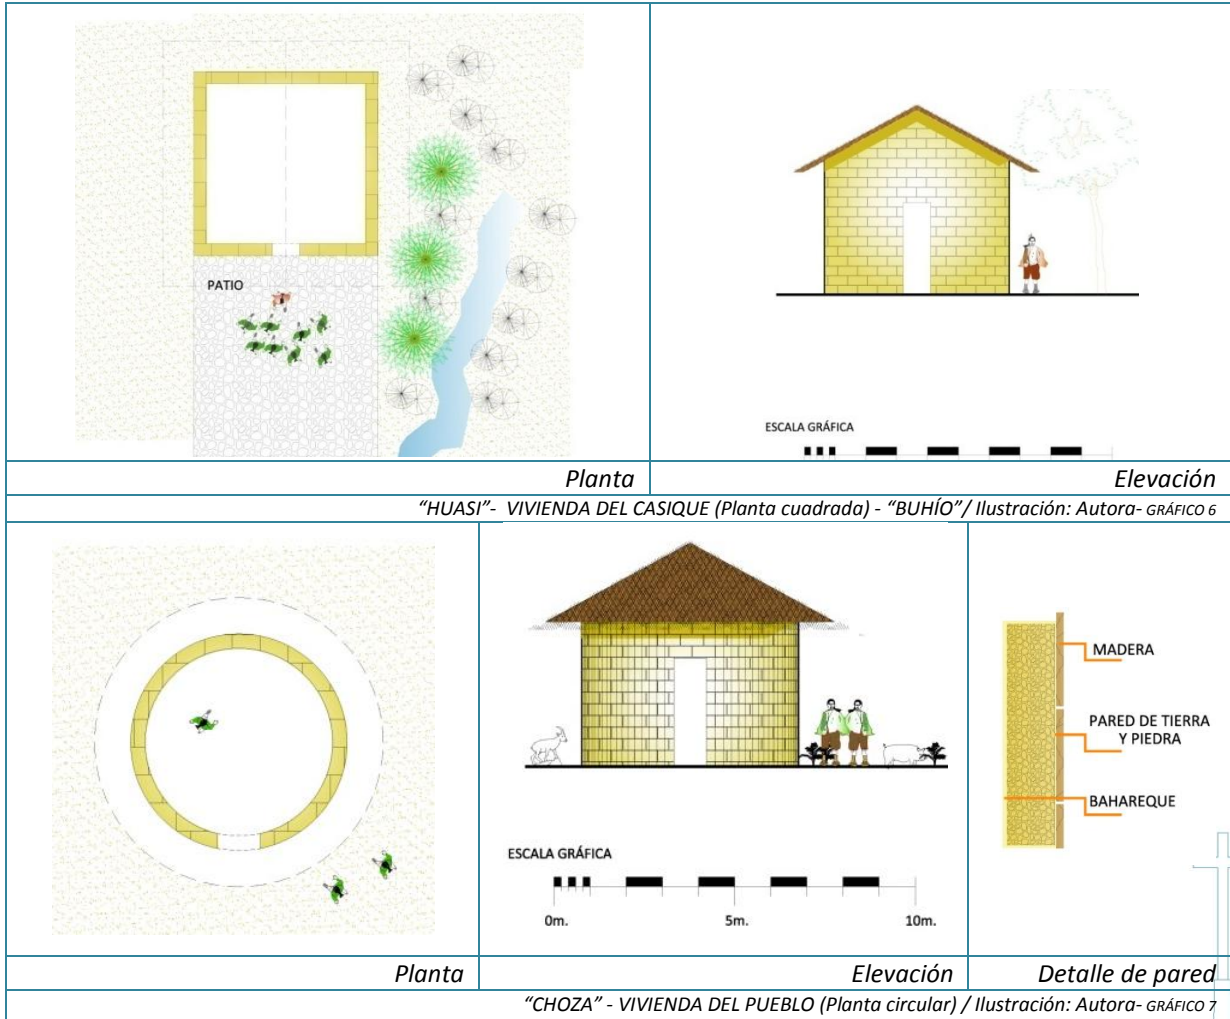 PATIO
ESCALA GRÁFICA
Planta
Elevación
“HUASI”- VIVIENDA DEL CASIQUE (Planta cuadrada) - “BUHÍO”/ Ilustración: Autora- GRÁFICO 6
MADERA
PARED DE TIERRA
Y PIEDRA
BAHAREQUE
ESCALA GRÁFICA
0m.
5m.
10m.
Planta
Elevación
Detalle de pared
“CHOZA” - VIVIENDA DEL PUEBLO (Planta circular) / Ilustración: Autora- GRÁFICO 7